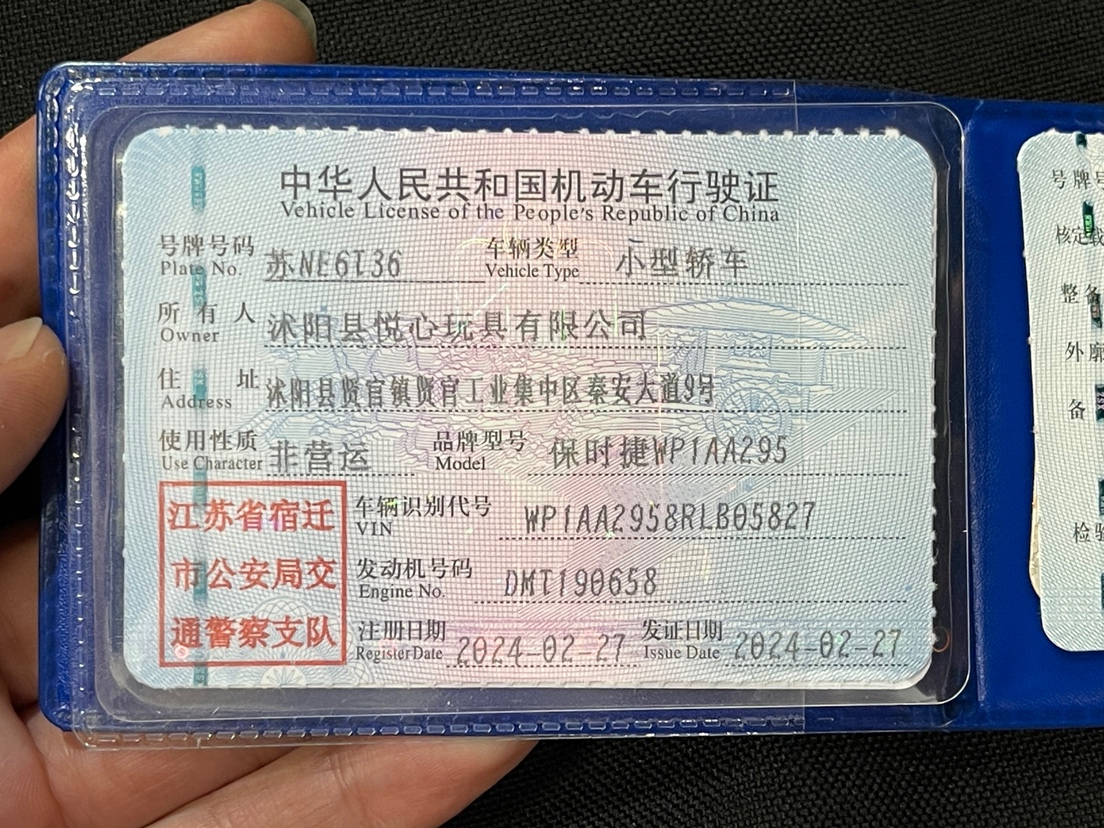 中华人民共和国机动车行驶证
Vehicle License of the People's Republic of China
号牌号码 苏NE6T36 车辆类型 小型轿车
Plate No. Vehicle Type
所有人 沭阳县悦心玩具有限公司
Owner
住址 沭阳县贤官镇贤官工业集中区秦安大道9号
Address
使用性质 非营运 品牌型号 保时捷WP1AA295
Use Character Model
江苏省宿迁
市公安局交
通警察支队
车辆识别代号 WP1AA2958RLB05827
VIN
发动机号码 DMT190658
Engine No.
注册日期 2024-02-27 发证日期 2024-02-27
Register Date Issue Date
号牌号
核定载
整备
外廓
备
检验